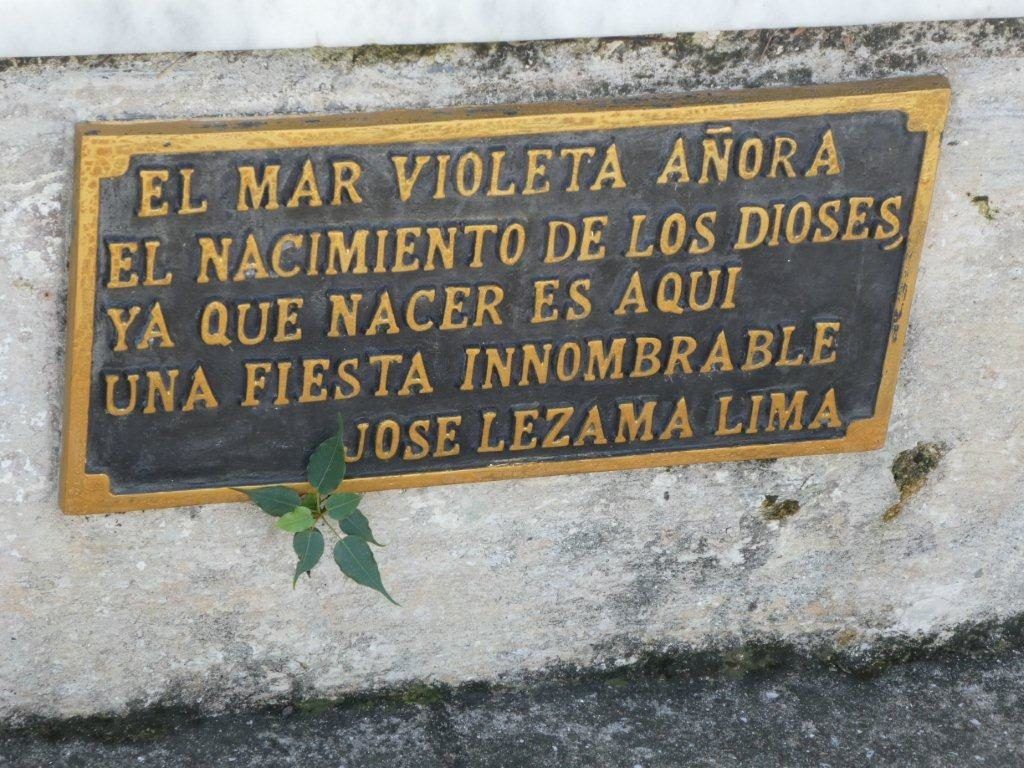 EL MAR VIOLETA AÑORA
EL NACIMIENTO DE LOS DIOSES,
YA QUE NACER ES AQUI
UNA FIESTA INNOMBRABLE
JOSE LEZAMA LIMA